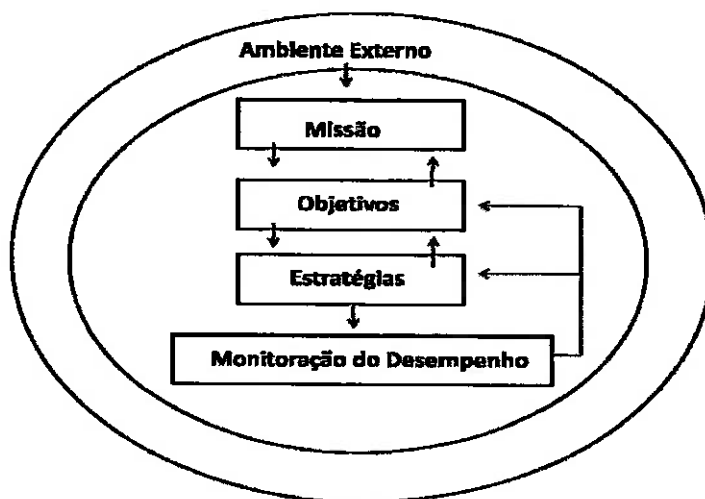 Ambiente Externo
Missão
Objetivos
Estratégias
Monitoração do Desempenho